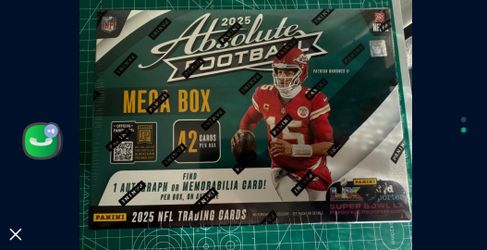 2025
Absolute
FOOTBALL
PATRICK MAHOMES II
MEGA BOX
42
CARDS
PER BOX
FIND
1 AUTOGRAPH OR MEMORABILIA CARD!
PER BOX, ON AVERAGE
PANINI
2025 NFL TRADING CARDS
SUPER BOWL LX